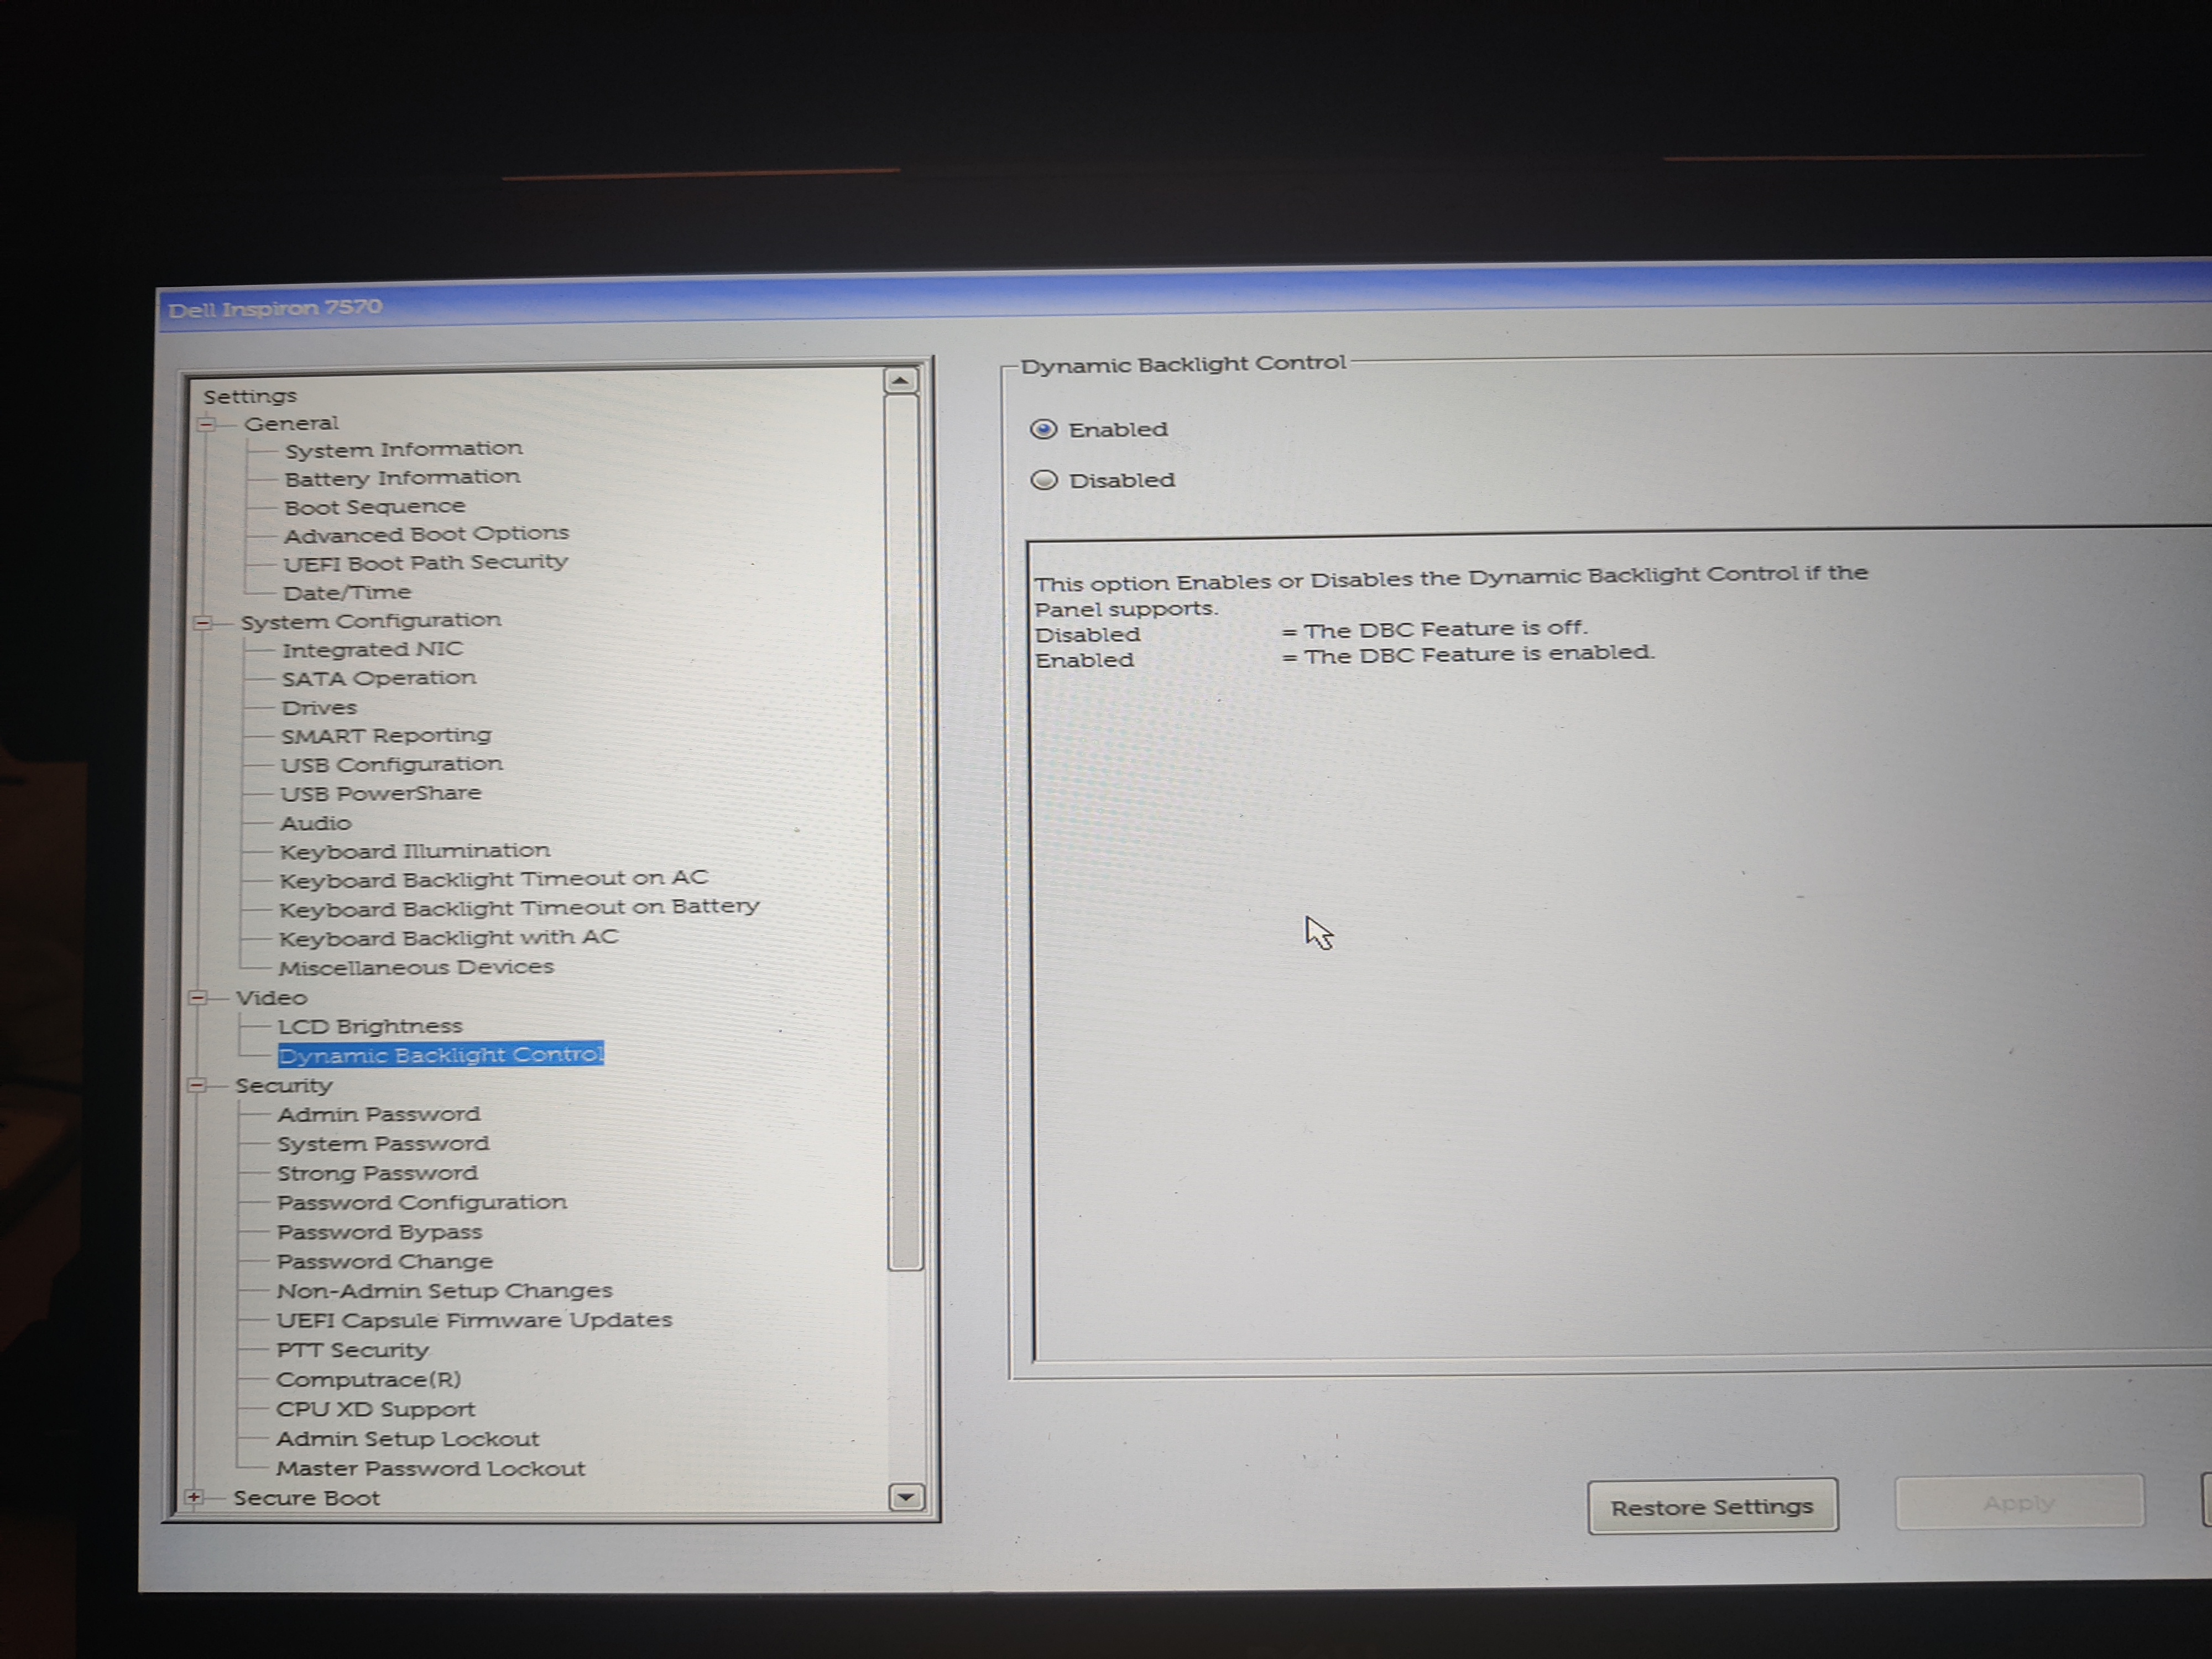 Dell Inspiron 7570
Settings
General
System Information
Battery Information
Boot Sequence
Advanced Boot Options
UEFI Boot Path Security
Date/Time
System Configuration
Integrated NIC
SATA Operation
Drives
SMART Reporting
USB Configuration
USB PowerShare
Audio
Keyboard Illumination
Keyboard Backlight Timeout on AC
Keyboard Backlight Timeout on Battery
Keyboard Backlight with AC
Miscellaneous Devices
Video
LCD Brightness
Dynamic Backlight Control
Security
Admin Password
System Password
Strong Password
Password Configuration
Password Bypass
Password Change
Non-Admin Setup Changes
UEFI Capsule Firmware Updates
PTT Security
Computrace(R)
CPU XD Support
Admin Setup Lockout
Master Password Lockout
Secure Boot
Dynamic Backlight Control
Enabled
Disabled
This option Enables or Disables the Dynamic Backlight Control if the
Panel supports.
Disabled = The DBC Feature is off.
Enabled = The DBC Feature is enabled.
Restore Settings
Apply